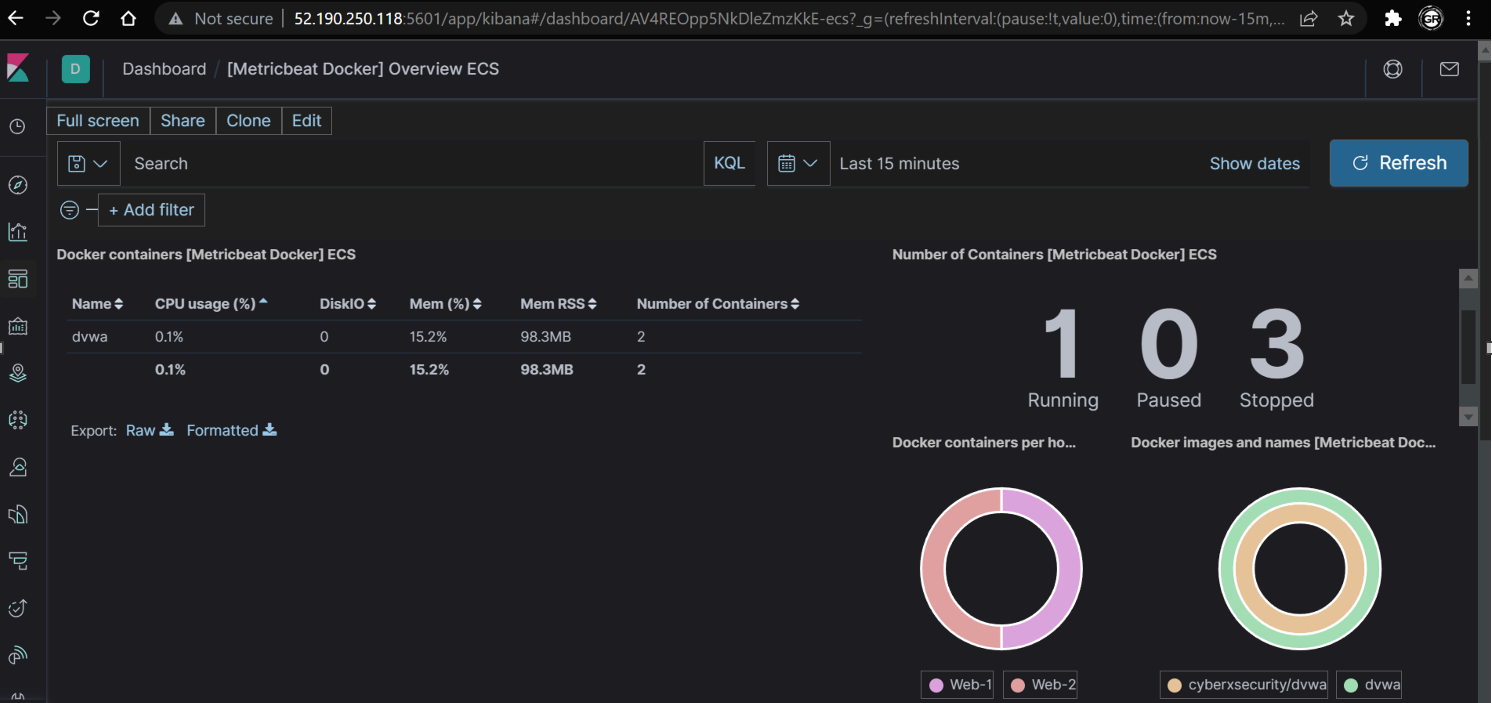 Not secure 52.190.250.118:5601/app/kibana#/dashboard/AV4REOpp5NkDleZmzKkE-ecs?_g=(refreshInterval:(pause:!t,value:0),time:(from:now-15m,...
GR
D Dashboard / [Metricbeat Docker] Overview ECS
Full screen Share Clone Edit
Search KQL Last 15 minutes Show dates Refresh
+ Add filter
Docker containers [Metricbeat Docker] ECS
Name CPU usage (%) DiskIO Mem (%) Mem RSS Number of Containers
dvwa 0.1% 0 15.2% 98.3MB 2
0.1% 0 15.2% 98.3MB 2
Export: Raw Formatted
Number of Containers [Metricbeat Docker] ECS
1 0 3
Running Paused Stopped
Docker containers per ho...
Web-1 Web-2
Docker images and names [Metricbeat Doc...
cyberxsecurity/dvwa dvwa